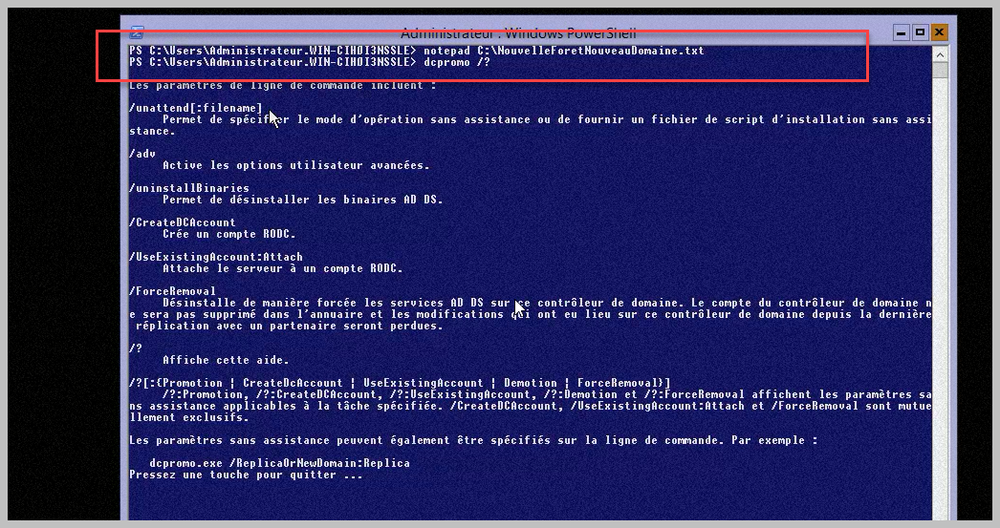 Administrateur : Windows PowerShell
PS C:\Users\Administrateur.WIN-CIHOI3NSSLE> notepad C:\NouvelleForetNouveauDomaine.txt
PS C:\Users\Administrateur.WIN-CIHOI3NSSLE> dcpromo /?
Les paramètres de ligne de commande incluent :
/unattend[:filename]
Permet de spécifier le mode d'opération sans assistance ou de fournir un fichier de script d'installation sans assi
stance.
/adv
Active les options utilisateur avancées.
/uninstallBinaries
Permet de désinstaller les binaires AD DS.
/CreateDCAccount
Crée un compte RODC.
/UseExistingAccount:Attach
Attache le serveur à un compte RODC.
/ForceRemoval
Désinstalle de manière forcée les services AD DS sur ce contrôleur de domaine. Le compte du contrôleur de domaine n
e sera pas supprimé dans l'annuaire et les modifications qui ont eu lieu sur ce contrôleur de domaine depuis la dernière
réplication avec un partenaire seront perdues.
/?
Affiche cette aide.
/?[:{Promotion | CreateDCAccount | UseExistingAccount | Demotion | ForceRemoval}]
/?:Promotion, /?:CreateDCAccount, /?:UseExistingAccount, /?:Demotion et /?:ForceRemoval affichent les paramètres sa
ns assistance applicables à la tâche spécifiée. /CreateDCAccount, /UseExistingAccount:Attach et /ForceRemoval sont mutue
llement exclusifs.
Les paramètres sans assistance peuvent également être spécifiés sur la ligne de commande. Par exemple :
dcpromo.exe /ReplicaOrNewDomain:Replica
Pressez une touche pour quitter ...